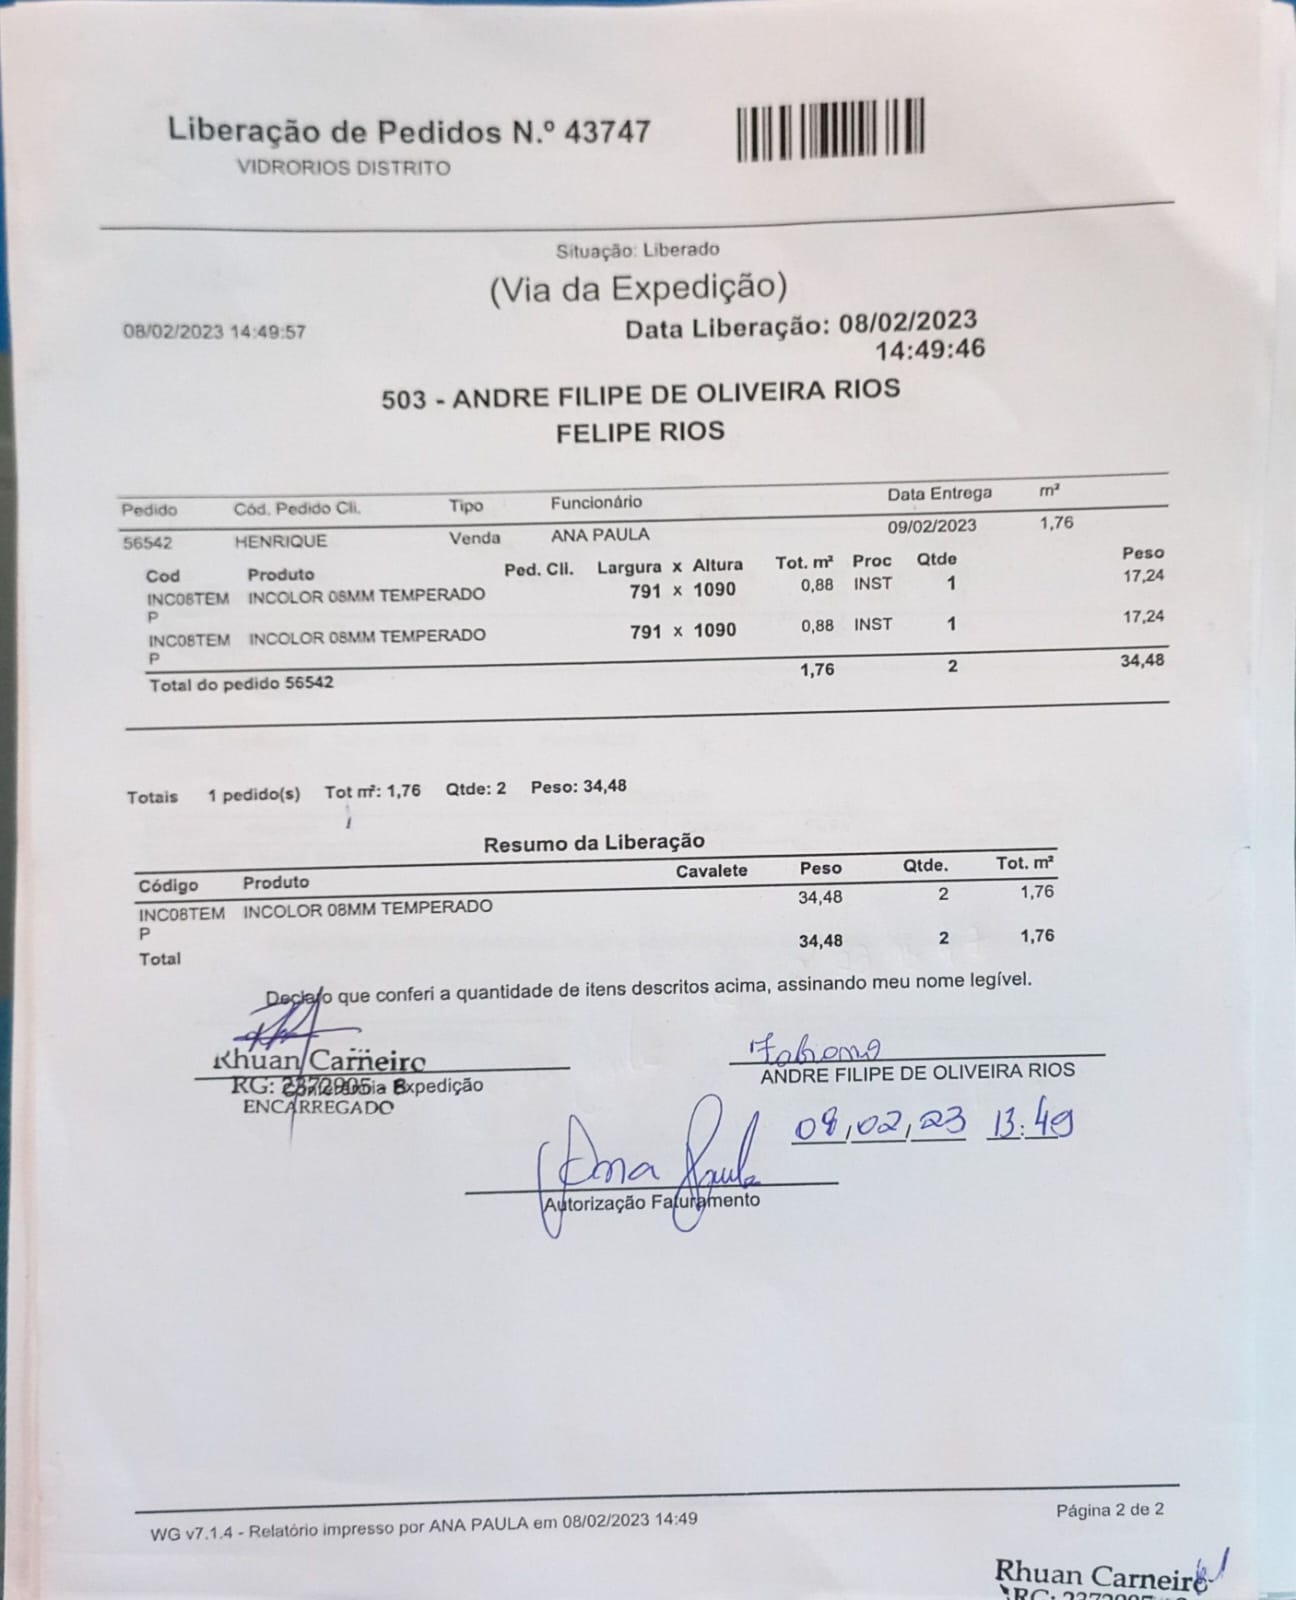 Liberação de Pedidos N.º 43747
VIDRORIOS DISTRITO
Situação: Liberado
(Via da Expedição)
08/02/2023 14:49:57
Data Liberação: 08/02/2023
14:49:46
503 - ANDRE FILIPE DE OLIVEIRA RIOS
FELIPE RIOS
Pedido Cód. Pedido Cli. Tipo Funcionário Data Entrega m²
56542 HENRIQUE Venda ANA PAULA 09/02/2023 1,76
Cod Produto Ped. Cli. Largura x Altura Tot. m² Proc Qtde Peso
INC08TEM INCOLOR 08MM TEMPERADO 791 x 1090 0,88 INST 1 17,24
P
INC08TEM INCOLOR 08MM TEMPERADO 791 x 1090 0,88 INST 1 17,24
P
Total do pedido 56542 1,76 2 34,48
Totais 1 pedido(s) Tot m²: 1,76 Qtde: 2 Peso: 34,48
Resumo da Liberação
Código Produto Cavalete Peso Qtde. Tot. m²
INC08TEM INCOLOR 08MM TEMPERADO 34,48 2 1,76
P
Total 34,48 2 1,76
Declaro que conferi a quantidade de itens descritos acima, assinando meu nome legível.
Rhuan Carneiro
RG: Expedição
ENCARREGADO
ANDRE FILIPE DE OLIVEIRA RIOS
02,23 13:49
Ana Paula
Autorização Faturamento
WG v7.1.4 - Relatório impresso por ANA PAULA em 08/02/2023 14:49
Página 2 de 2
Rhuan Carneiro
RG: